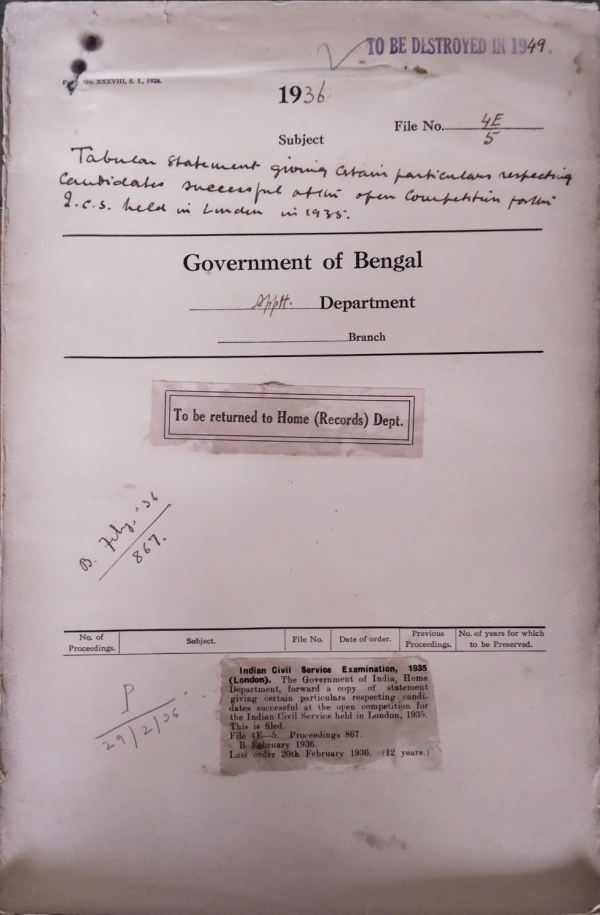 TO BE DESTROYED IN 1949.
No. XXXVIII, S. I., 1924.
1936
File No. 4E/5
Subject
Tabular Statement giving certain particulars respecting
Candidates successful at the open Competition for the
I.C.S. held in London in 1935.
Government of Bengal
Apptt. Department
Branch
To be returned to Home (Records) Dept.
B. Feby. '36
867.
No. of Proceedings. Subject. File No. Date of order. Previous Proceedings. No. of years for which to be Preserved.
Indian Civil Service Examination, 1935
(London). The Government of India, Home
Department, forward a copy of statement
giving certain particulars respecting candi-
dates successful at the open competition for
the Indian Civil Service held in London, 1935.
This is filed.
File 4E—5. Proceedings 867.
B February 1936.
Last order 20th February 1936. (12 years.)
P
29/2/36